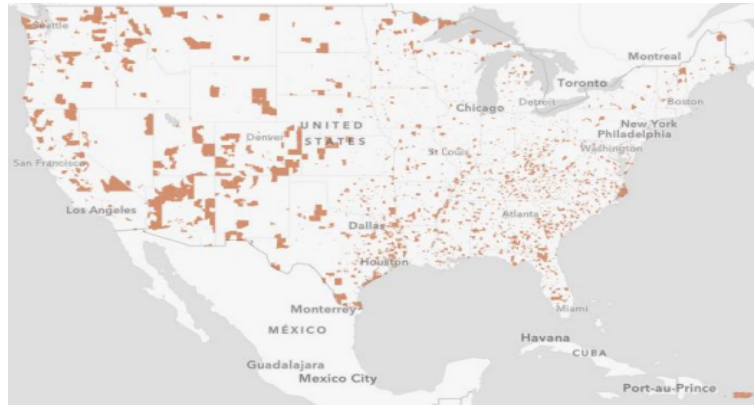 Seattle
Montreal
Toronto
Chicago
Detroit
Boston
New York
Philadelphia
UNITED
STATES
Denver
St Louis
Washington
San Francisco
Los Angeles
Atlanta
Dallas
Houston
Miami
Monterrey
MÉXICO
Havana
CUBA
Guadalajara
Mexico City
Port-au-Prince